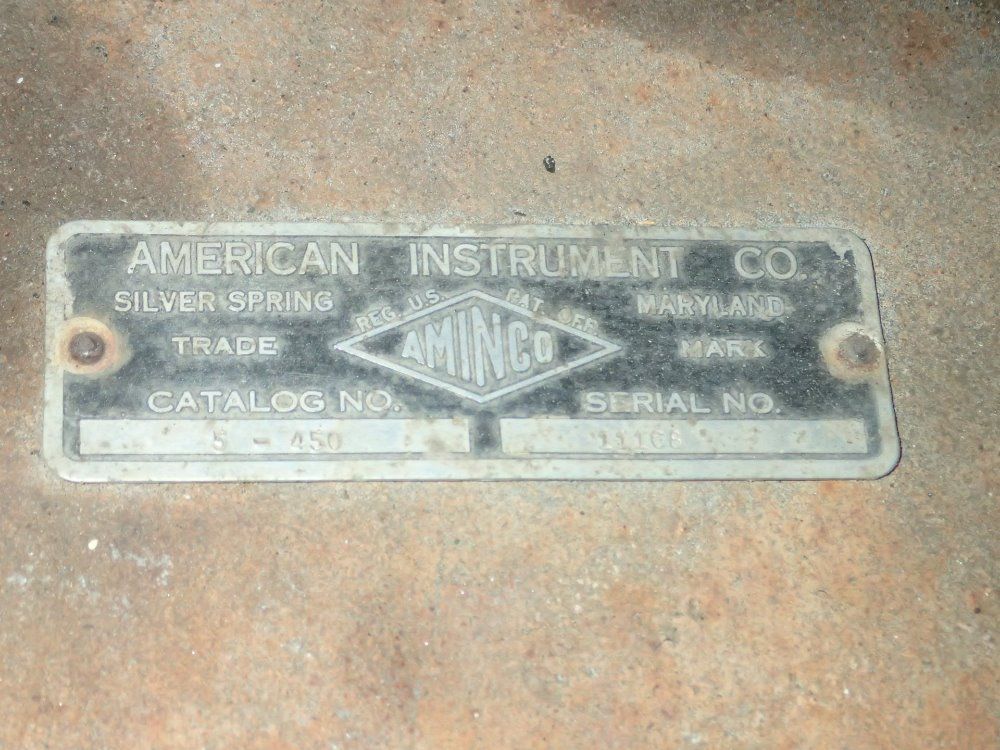 AMERICAN INSTRUMENT CO.
SILVER SPRING MARYLAND
REG. U.S. PAT. OFF.
TRADE AMINCO MARK
CATALOG NO. SERIAL NO.
5 - 450